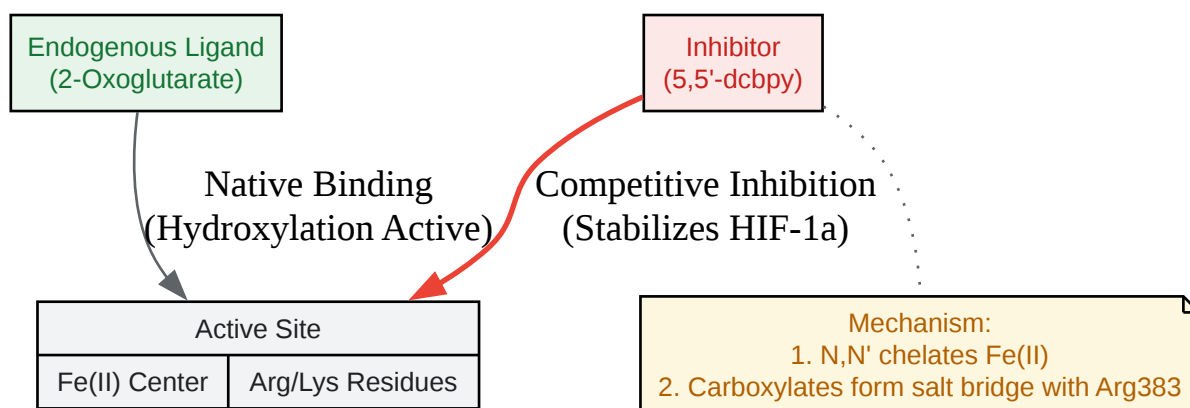 Endogenous Ligand
(2-Oxoglutarate)
Inhibitor
(5,5'-dcbpy)
Native Binding
(Hydroxylation Active)
Competitive Inhibition
(Stabilizes HIF-1a)
Active Site
Fe(II) Center
Arg/Lys Residues
Mechanism:
1. N,N' chelates Fe(II)
2. Carboxylates form salt bridge with Arg383